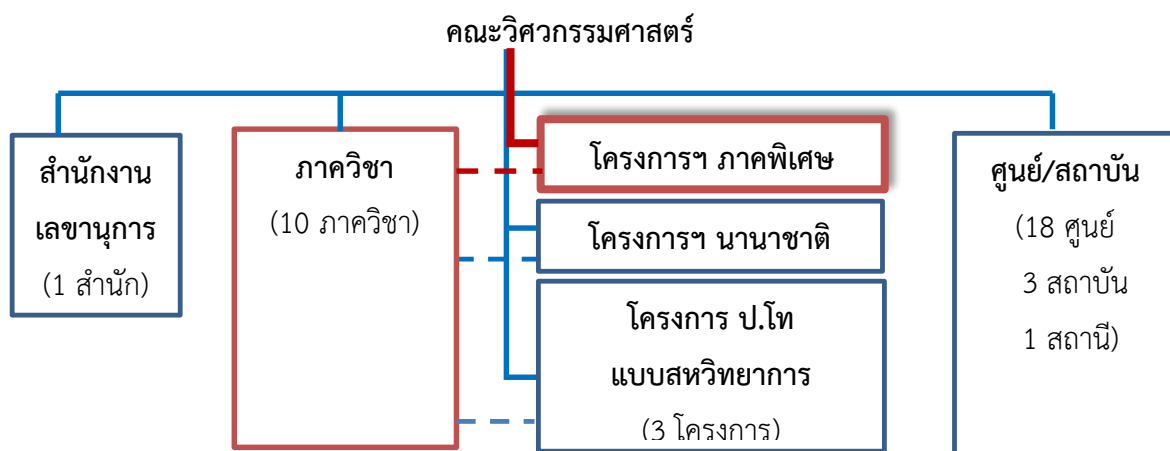 คณะวิศวกรรมศาสตร์
สำนักงาน
เลขานุการ
(1 สำนัก)
ภาควิชา
(10 ภาควิชา)
โครงการฯ ภาคพิเศษ
โครงการฯ นานาชาติ
โครงการ ป.โท
แบบสหวิทยาการ
(3 โครงการ)
ศูนย์/สถาบัน
(18 ศูนย์
3 สถาบัน
1 สถานี)